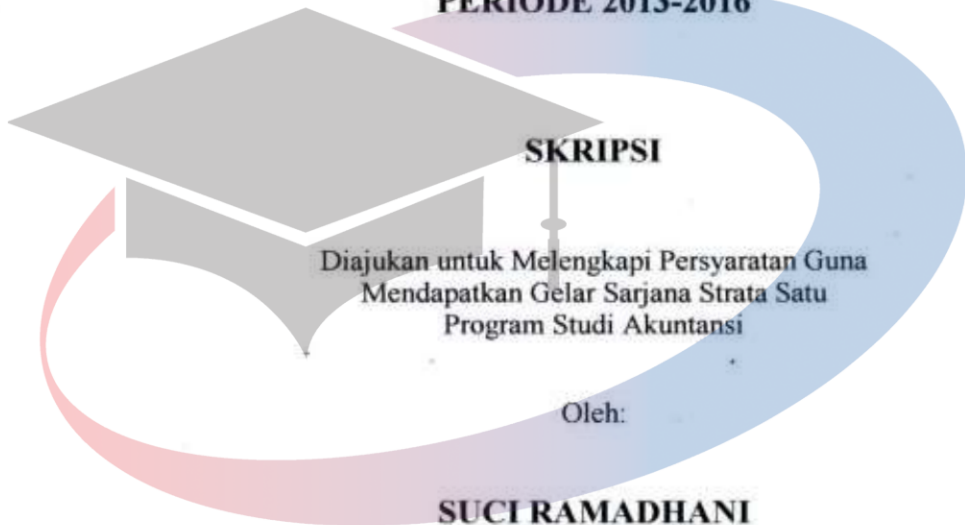 PERIODE 2013-2016
SKRIPSI
Diajukan untuk Melengkapi Persyaratan Guna
Mendapatkan Gelar Sarjana Strata Satu
Program Studi Akuntansi
Oleh:
SUCI RAMADHANI